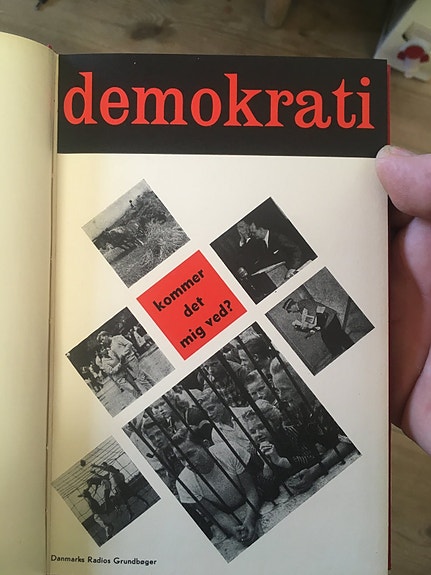 demokrati
kommer
det
mig ved?
Danmarks Radios Grundbøger